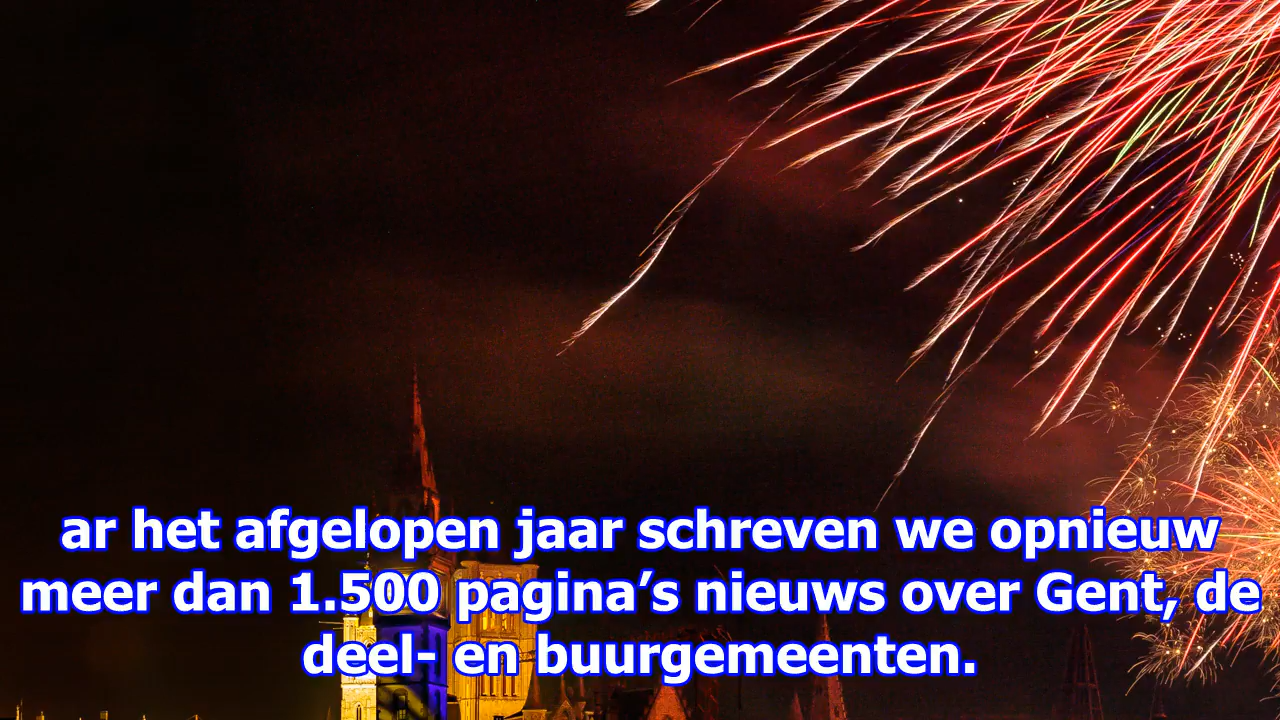 ar het afgelopen jaar schreven we opnieuw
meer dan 1.500 pagina’s nieuws over Gent, de
deel- en buurgemeenten.